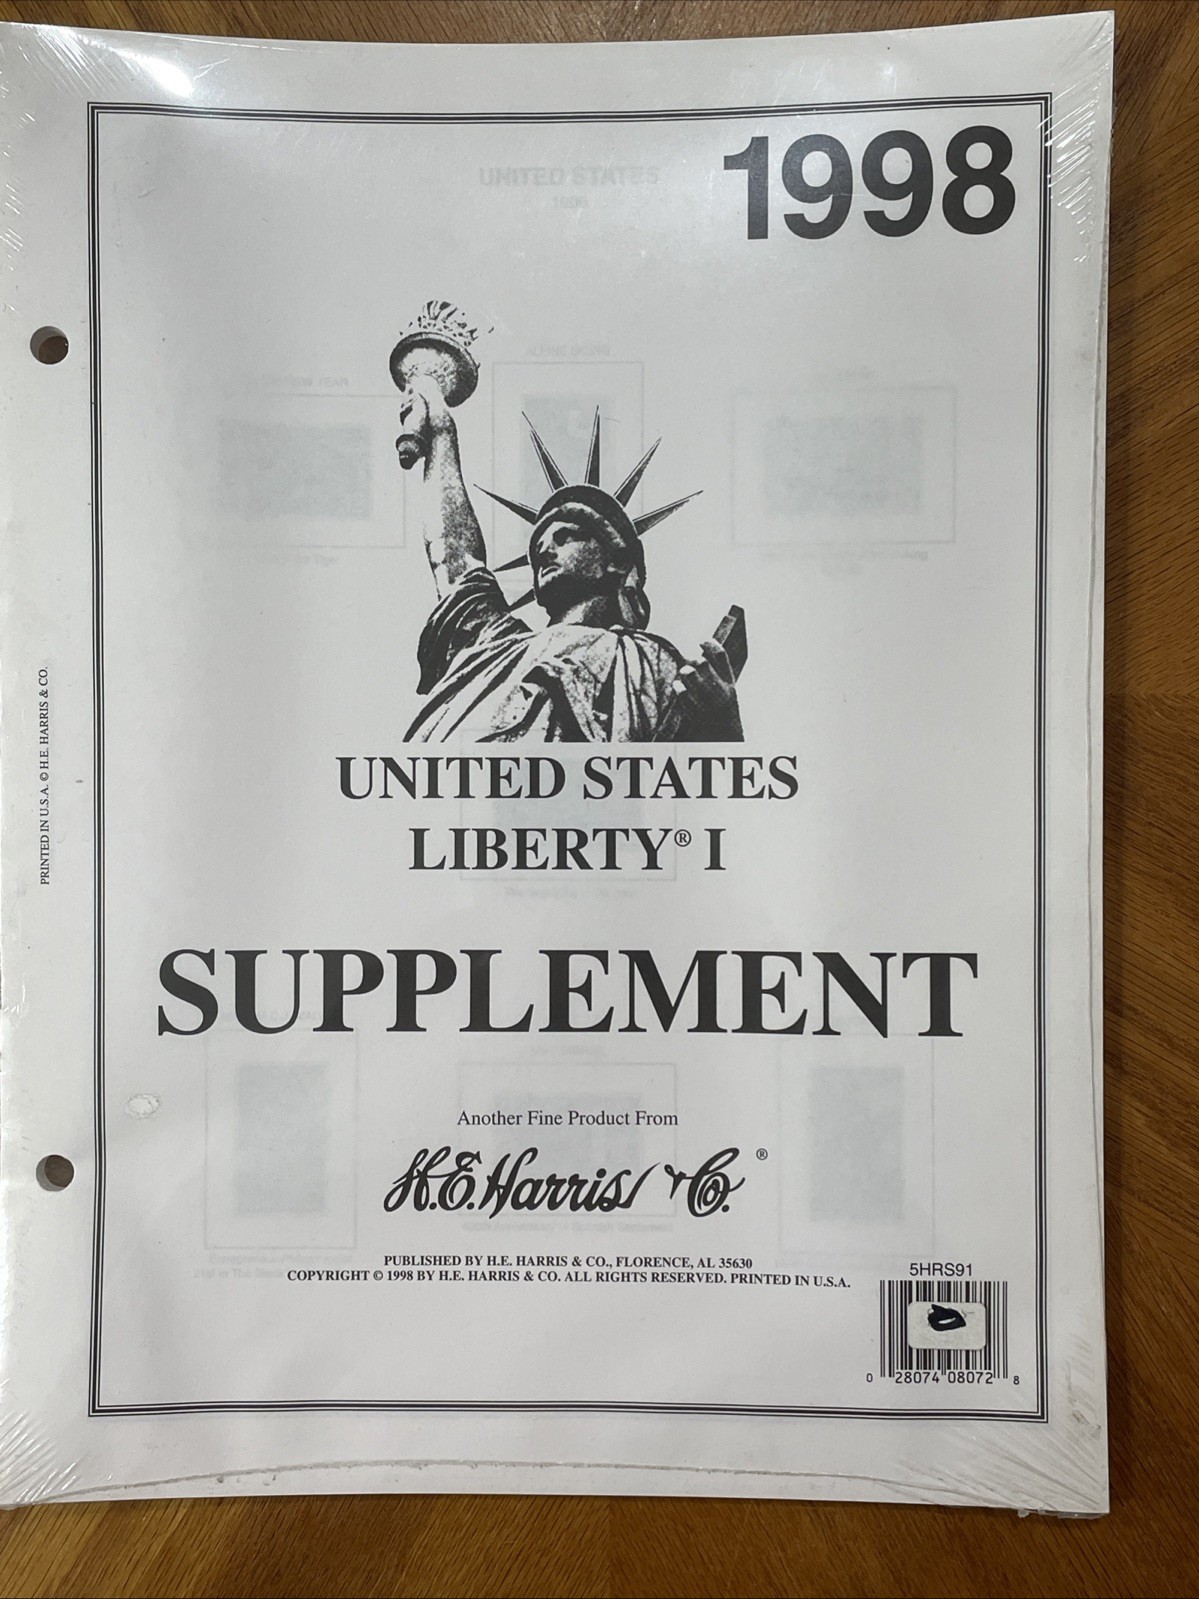 1998
UNITED STATES
ALPINE SKIING
PRINTED IN U.S.A. © H.E. HARRIS & CO.
UNITED STATES
LIBERTY® I
SUPPLEMENT
Another Fine Product From
H.E. Harris & Co.®
PUBLISHED BY H.E. HARRIS & CO., FLORENCE, AL 35630
COPYRIGHT © 1998 BY H.E. HARRIS & CO. ALL RIGHTS RESERVED. PRINTED IN U.S.A.
5HRS91
0 28074 08072 8